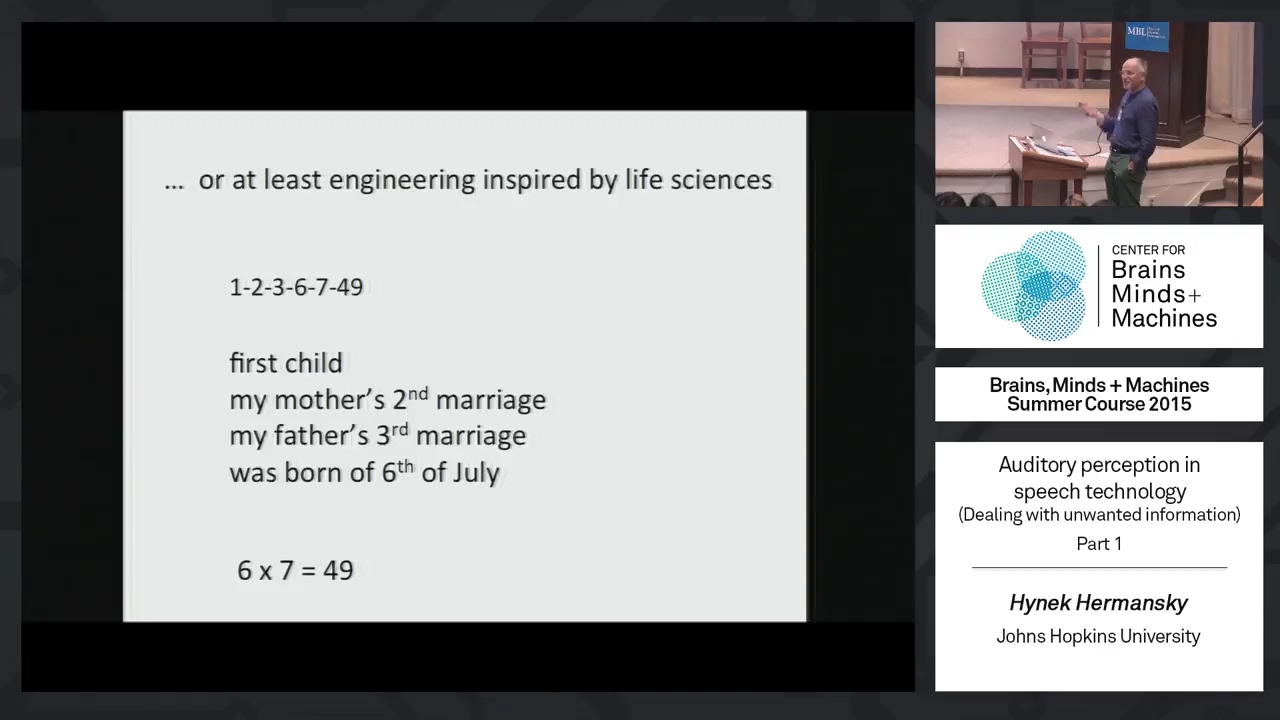 ... or at least engineering inspired by life sciences
1-2-3-6-7-49
first child
my mother's 2nd marriage
my father's 3rd marriage
was born of 6th of July
6 x 7 = 49
MBL
CENTER FOR
Brains
Minds+
Machines
Brains, Minds + Machines
Summer Course 2015
Auditory perception in
speech technology
(Dealing with unwanted information)
Part 1
Hynek Hermansky
Johns Hopkins University